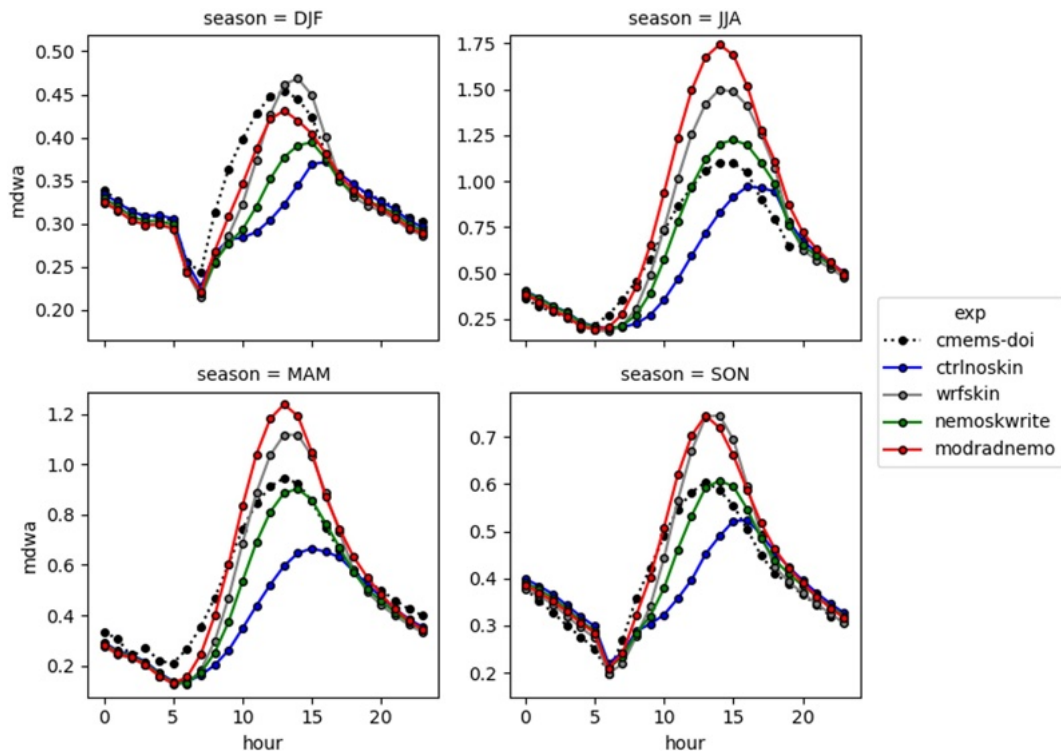 season = DJF
0.50
0.45
0.40
0.35
0.30
0.25
0.20
mdwa
season = JJA
1.75
1.50
1.25
1.00
0.75
0.50
0.25
season = MAM
1.2
1.0
0.8
0.6
0.4
0.2
mdwa
0
5
10
15
20
hour
season = SON
0.7
0.6
0.5
0.4
0.3
0.2
0
5
10
15
20
hour
exp
cmems-doi
ctrlnoskin
wrfskin
nemoskwrite
modradnemo